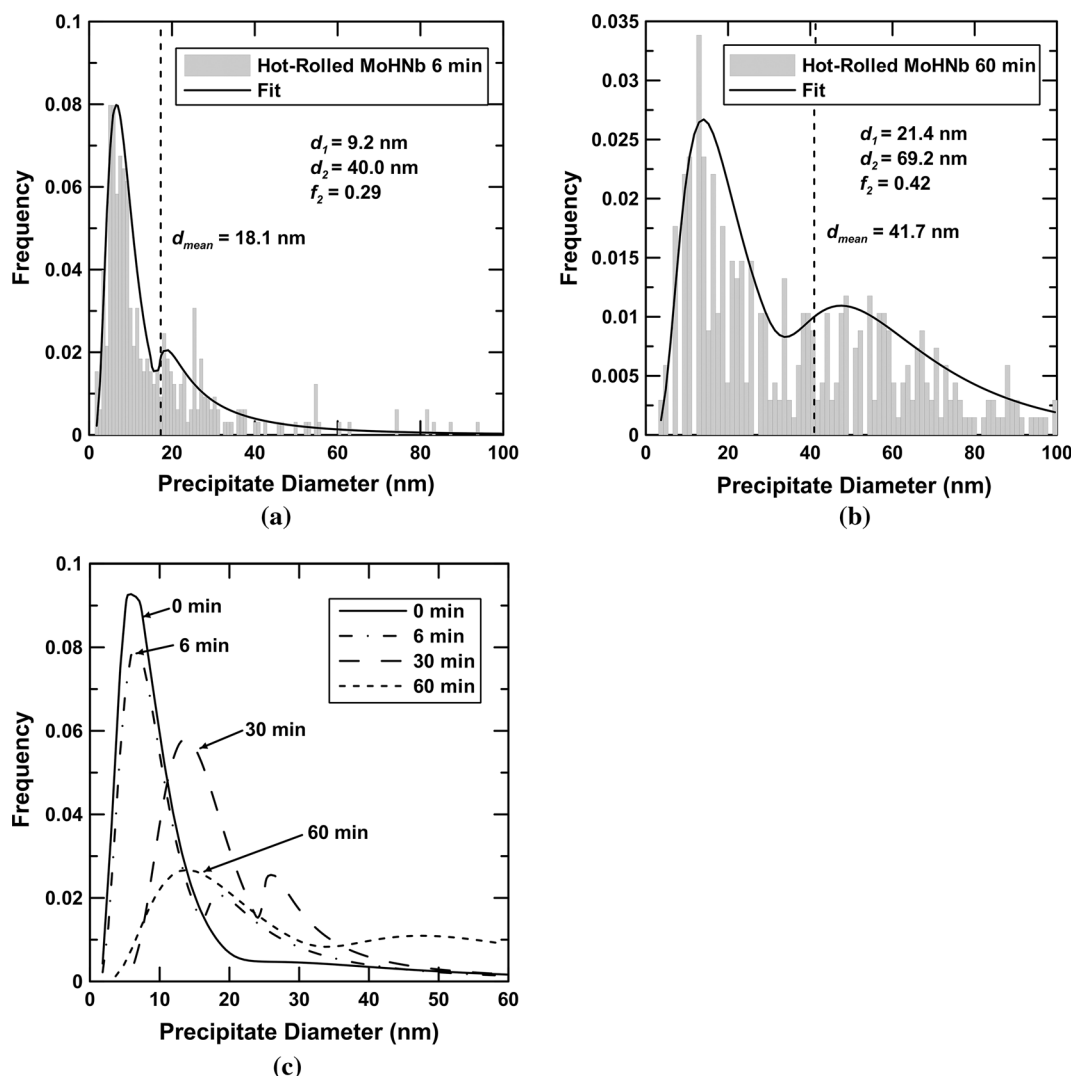 0.1
0.08
0.06
0.04
0.02
0
Frequency
0 20 40 60 80 100
Precipitate Diameter (nm)
Hot-Rolled MoHNb 6 min
Fit
d1 = 9.2 nm
d2 = 40.0 nm
f2 = 0.29
dmean = 18.1 nm
(a)
0.035
0.03
0.025
0.02
0.015
0.01
0.005
0
Frequency
0 20 40 60 80 100
Precipitate Diameter (nm)
Hot-Rolled MoHNb 60 min
Fit
d1 = 21.4 nm
d2 = 69.2 nm
f2 = 0.42
dmean = 41.7 nm
(b)
0.1
0.08
0.06
0.04
0.02
0
Frequency
0 10 20 30 40 50 60
Precipitate Diameter (nm)
0 min
6 min
30 min
60 min
0 min
6 min
30 min
60 min
(c)